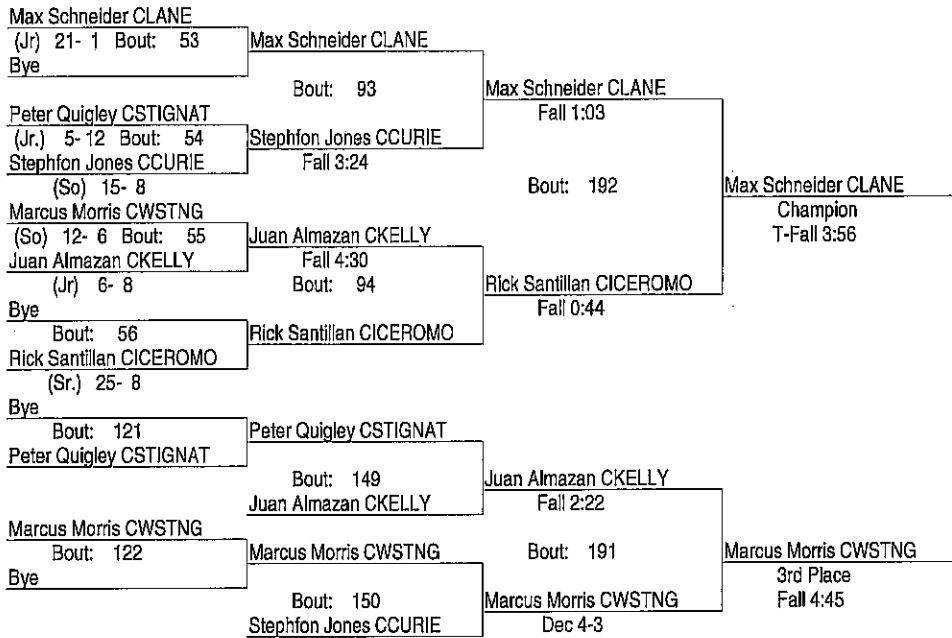 Max Schneider CLANE
(Jr) 21- 1 Bout: 53
Bye
Max Schneider CLANE
Bout: 93
Peter Quigley CSTIGNAT
(Jr.) 5- 12 Bout: 54
Stephfon Jones CCURIE
(So) 15- 8
Stephfon Jones CCURIE
Fall 3:24
Max Schneider CLANE
Fall 1:03
Bout: 192
Marcus Morris CWSTNG
(So) 12- 6 Bout: 55
Juan Almazan CKELLY
(Jr) 6- 8
Juan Almazan CKELLY
Fall 4:30
Bout: 94
Bye
Bout: 56
Rick Santillan CICEROMO
(Sr.) 25- 8
Rick Santillan CICEROMO
Rick Santillan CICEROMO
Fall 0:44
Max Schneider CLANE
Champion
T-Fall 3:56
Bye
Bout: 121
Peter Quigley CSTIGNAT
Peter Quigley CSTIGNAT
Bout: 149
Juan Almazan CKELLY
Juan Almazan CKELLY
Fall 2:22
Bout: 191
Marcus Morris CWSTNG
Bout: 122
Bye
Marcus Morris CWSTNG
Bout: 150
Stephfon Jones CCURIE
Marcus Morris CWSTNG
Dec 4-3
Marcus Morris CWSTNG
3rd Place
Fall 4:45